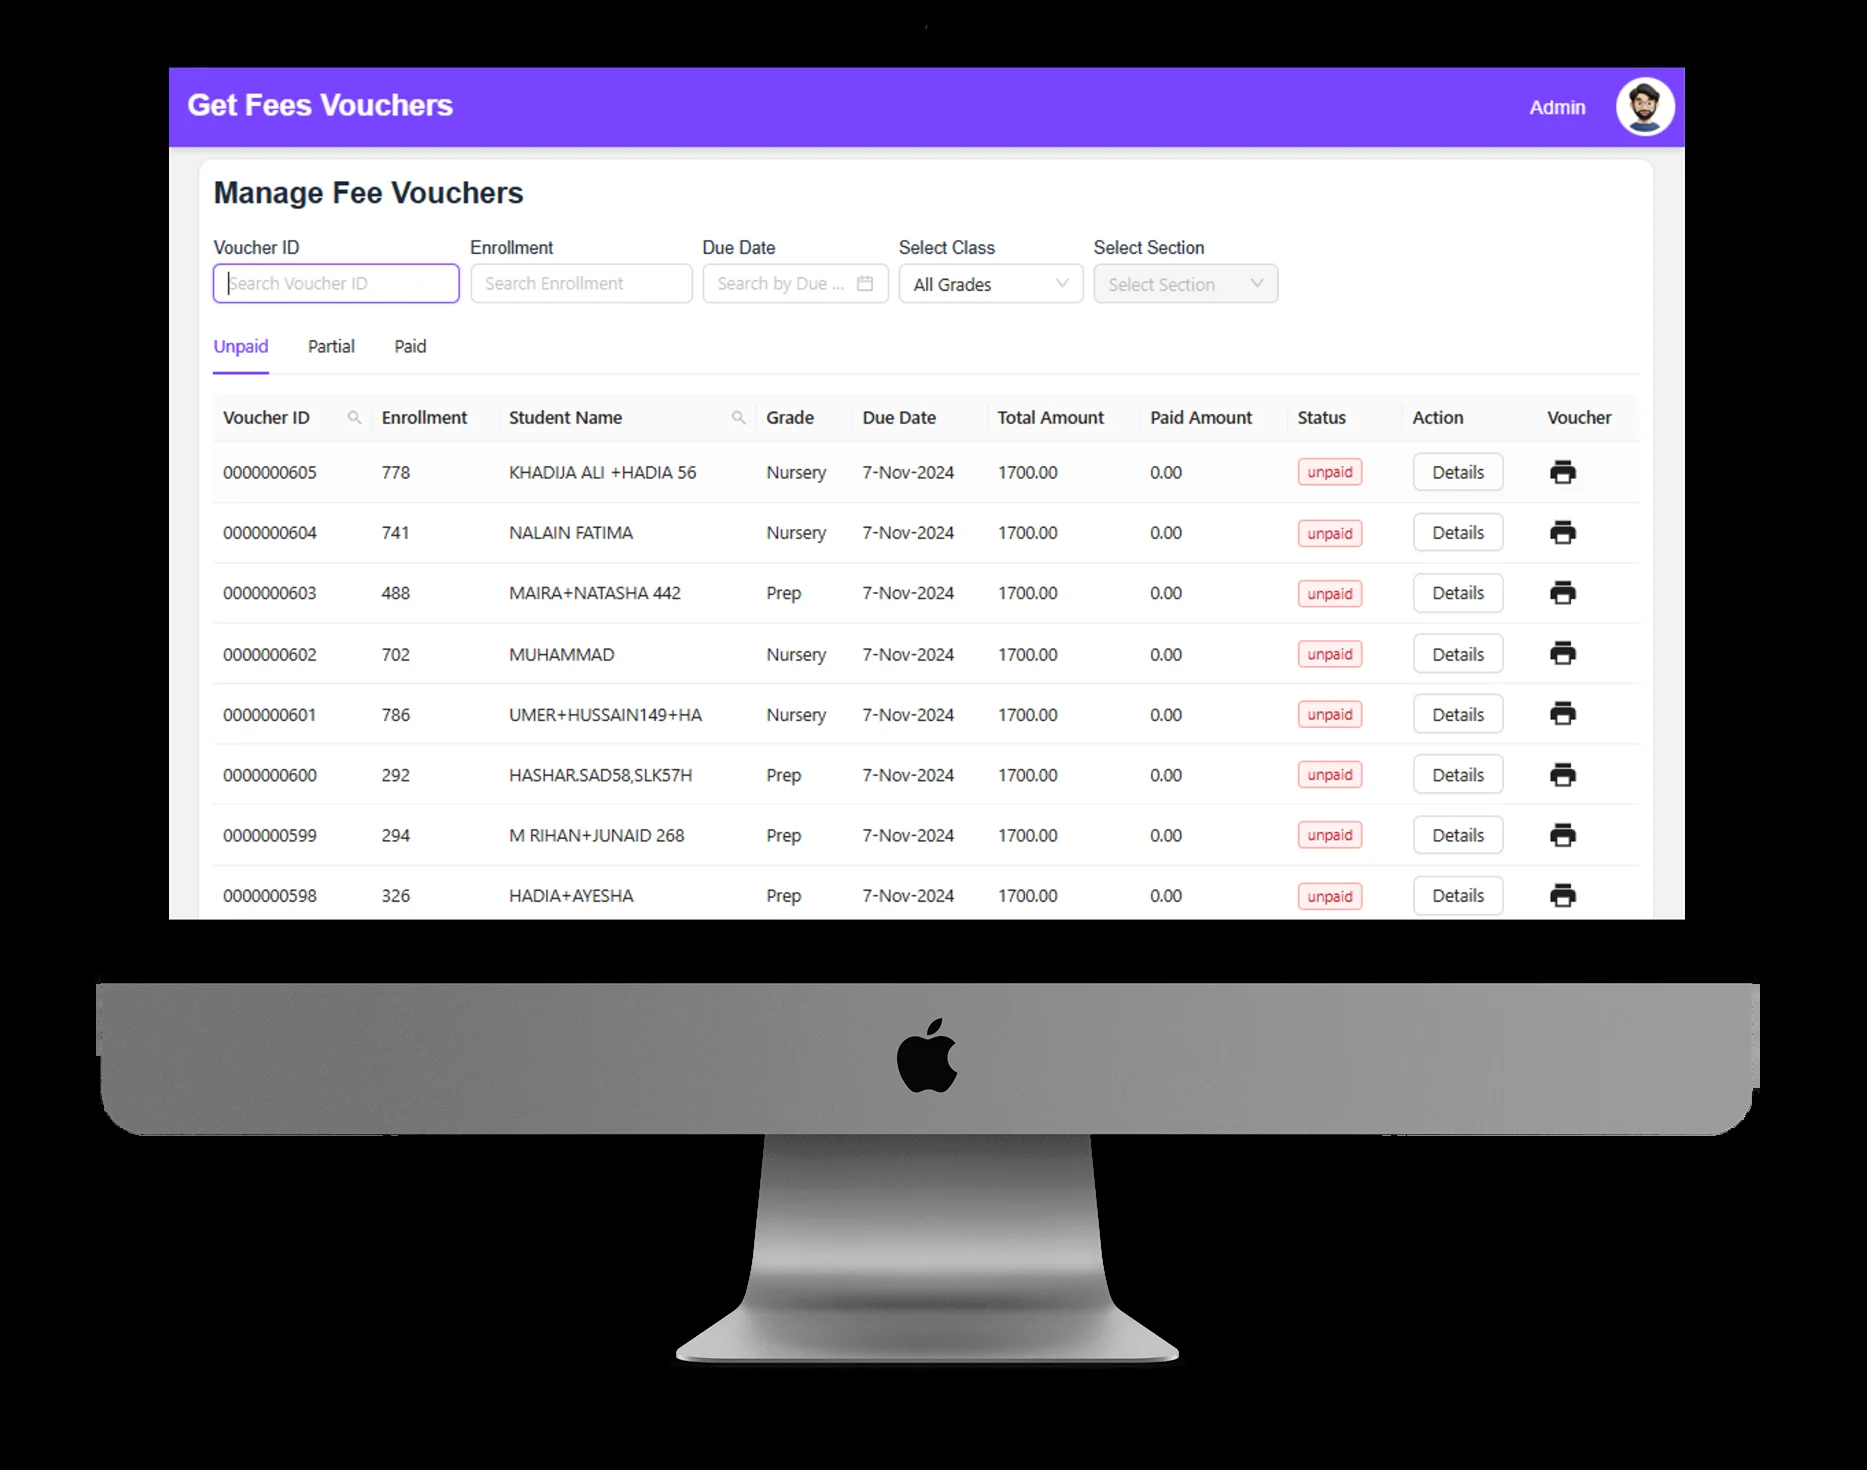 Get Fees Vouchers
Admin
Manage Fee Vouchers
Voucher ID Enrollment Due Date Select Class Select Section
Search Voucher ID Search Enrollment Search by Due ... All Grades Select Section
Unpaid Partial Paid
Voucher ID Enrollment Student Name Grade Due Date Total Amount Paid Amount Status Action Voucher
0000000605 778 KHADIJA ALI +HADIA 56 Nursery 7-Nov-2024 1700.00 0.00 unpaid Details
0000000604 741 NALAIN FATIMA Nursery 7-Nov-2024 1700.00 0.00 unpaid Details
0000000603 488 MAIRA+NATASHA 442 Prep 7-Nov-2024 1700.00 0.00 unpaid Details
0000000602 702 MUHAMMAD Nursery 7-Nov-2024 1700.00 0.00 unpaid Details
0000000601 786 UMER+HUSSAIN149+HA Nursery 7-Nov-2024 1700.00 0.00 unpaid Details
0000000600 292 HASHAR.SAD58,SLK57H Prep 7-Nov-2024 1700.00 0.00 unpaid Details
0000000599 294 M RIHAN+JUNAID 268 Prep 7-Nov-2024 1700.00 0.00 unpaid Details
0000000598 326 HADIA+AYESHA Prep 7-Nov-2024 1700.00 0.00 unpaid Details